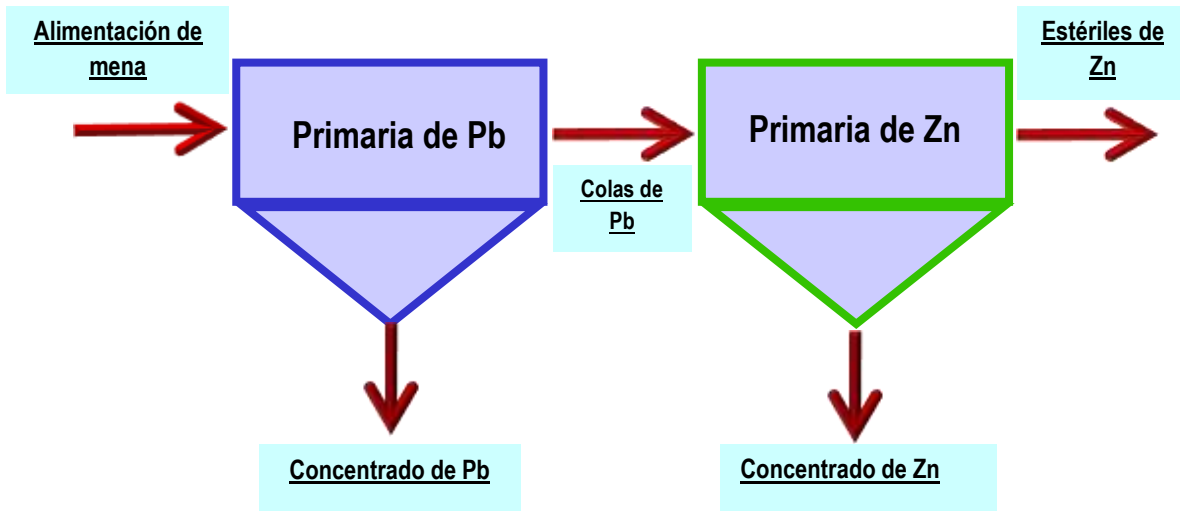 Alimentación de
mena
Estériles de
Zn
Primaria de Pb
Primaria de Zn
Colas de
Pb
Concentrado de Pb
Concentrado de Zn